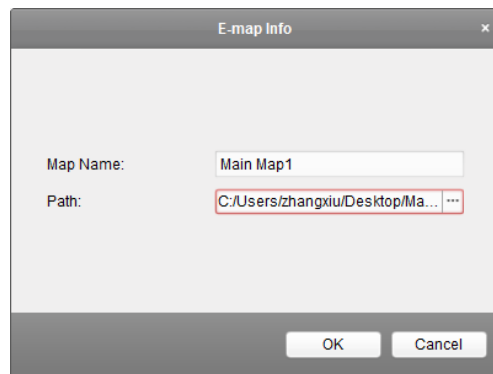 E-map Info ×
Map Name: Main Map1
Path: C:/Users/zhangxiu/Desktop/Ma... ...
OK Cancel